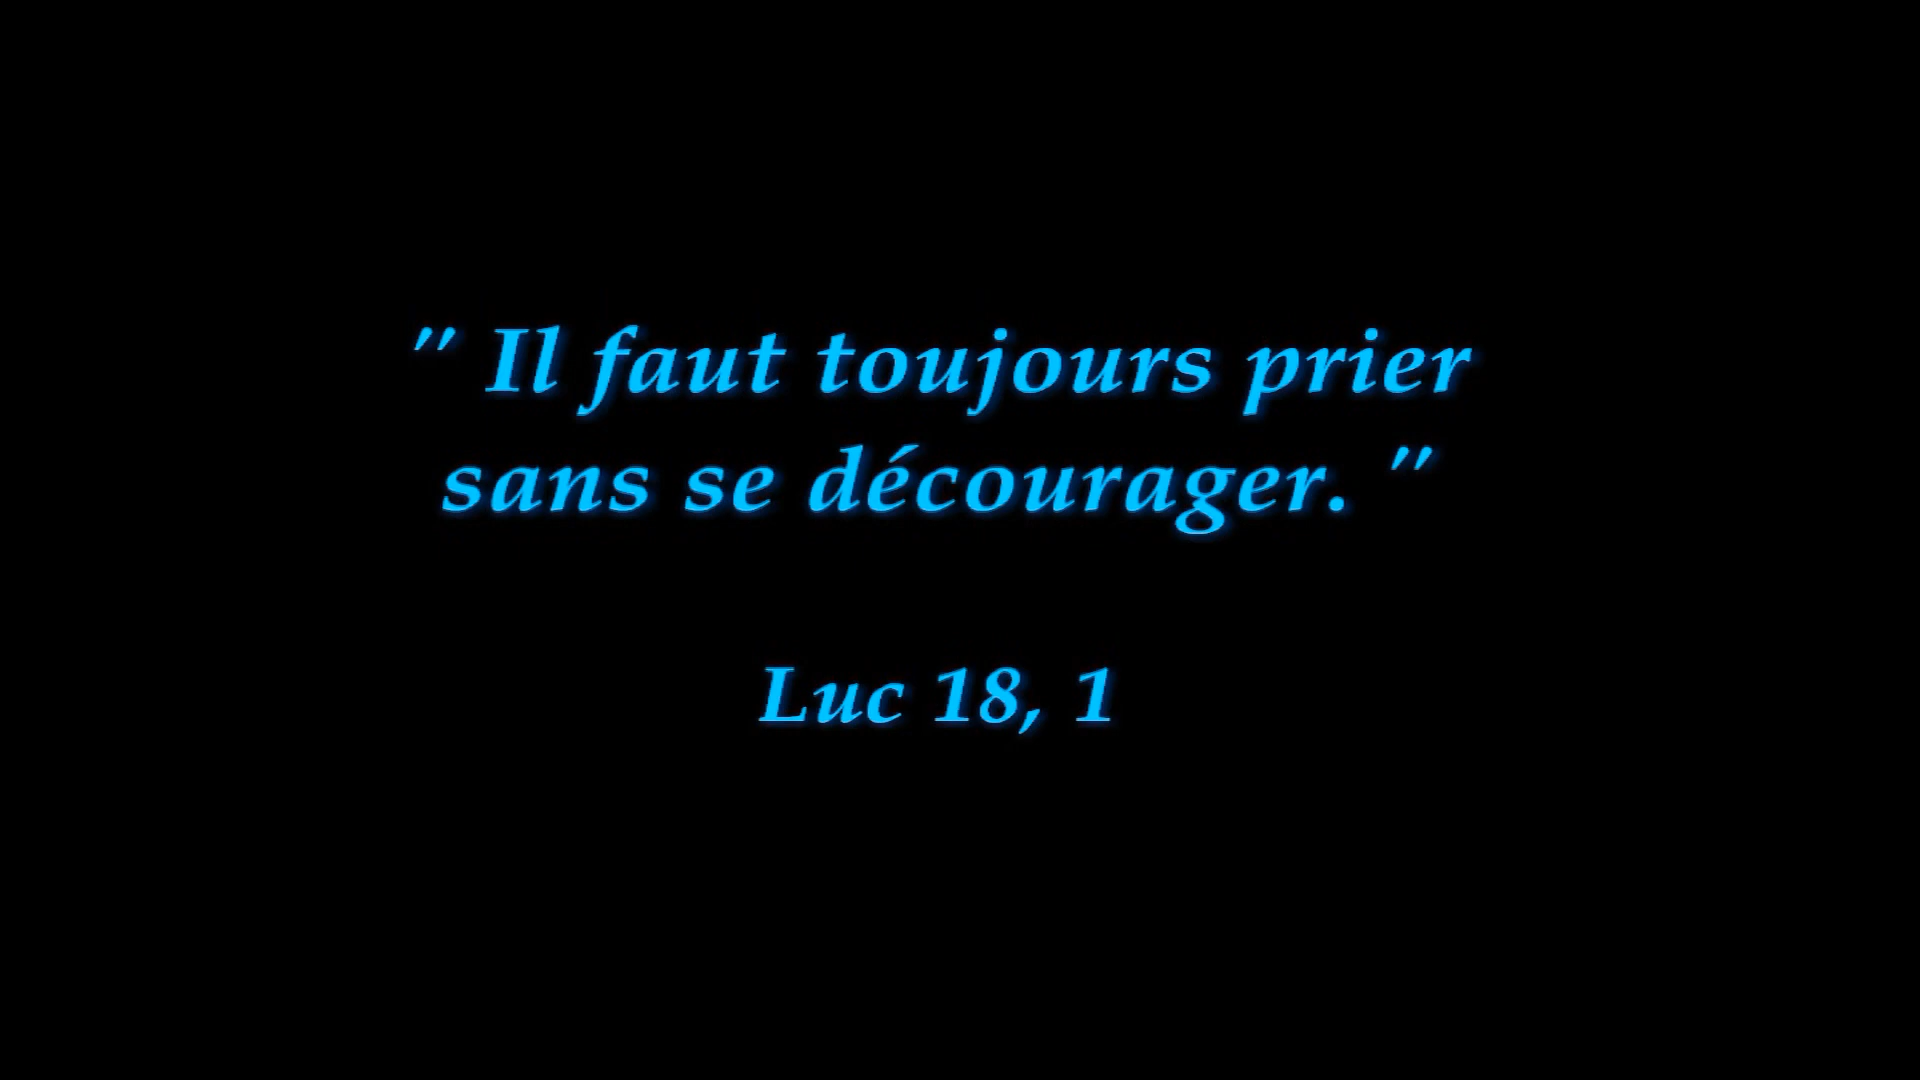 " Il faut toujours prier
sans se décourager. "
Luc 18, 1